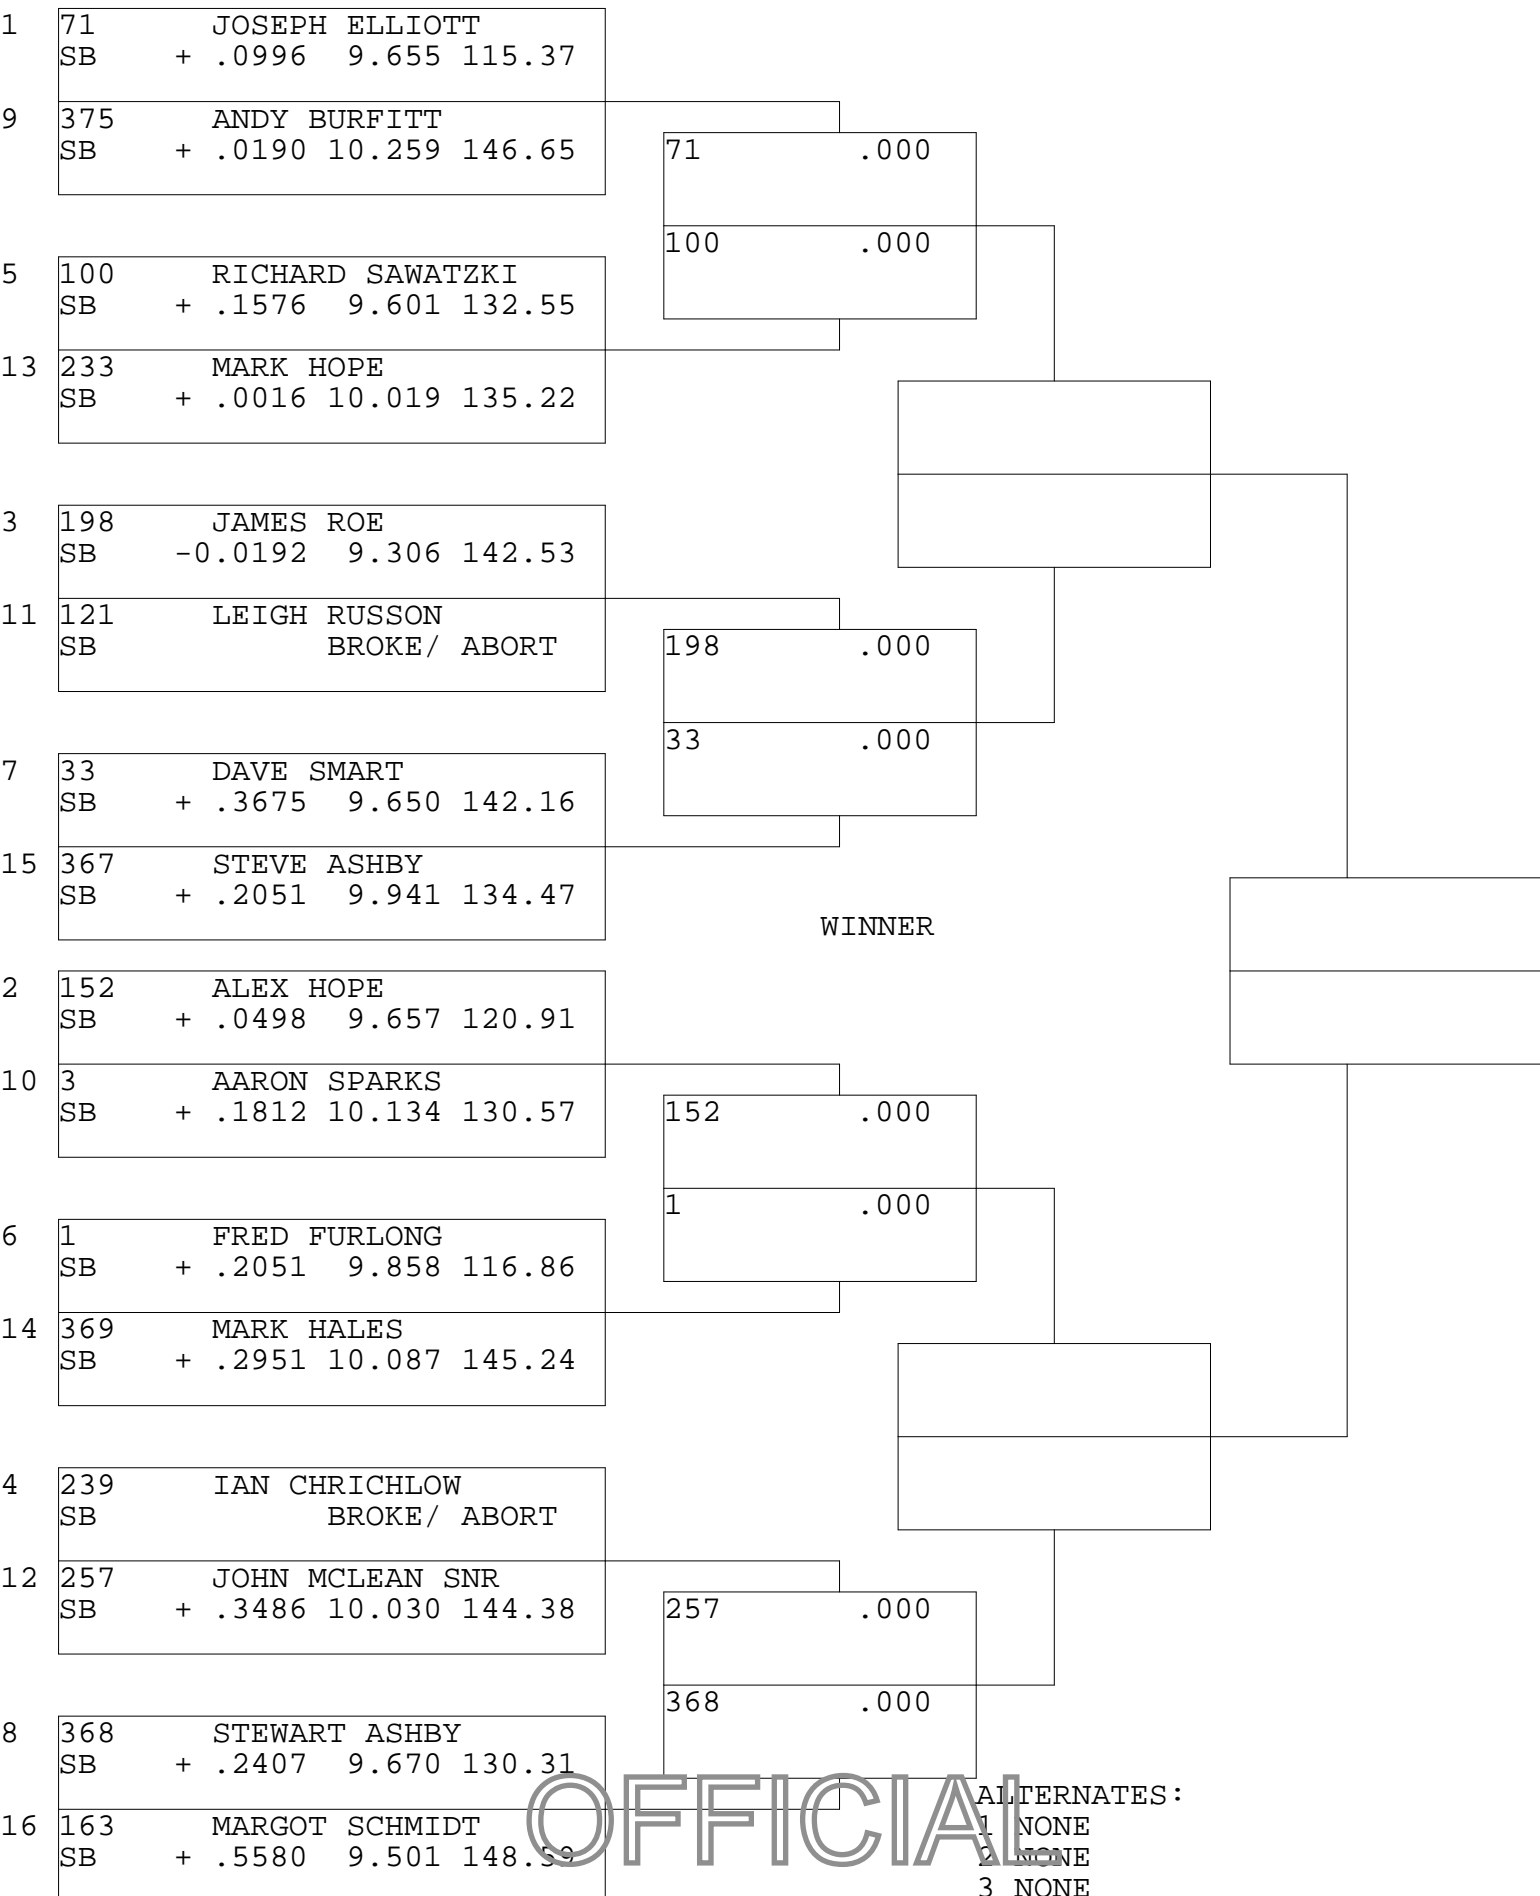 1 71 JOSEPH ELLIOTT
SB + .0996 9.655 115.37
9 375 ANDY BURFITT
SB + .0190 10.259 146.65
71 .000
100 .000
5 100 RICHARD SAWATZKI
SB + .1576 9.601 132.55
13 233 MARK HOPE
SB + .0016 10.019 135.22
3 198 JAMES ROE
SB -0.0192 9.306 142.53
11 121 LEIGH RUSSON
SB BROKE/ ABORT
198 .000
33 .000
7 33 DAVE SMART
SB + .3675 9.650 142.16
15 367 STEVE ASHBY
SB + .2051 9.941 134.47
WINNER
2 152 ALEX HOPE
SB + .0498 9.657 120.91
10 3 AARON SPARKS
SB + .1812 10.134 130.57
152 .000
1 .000
6 1 FRED FURLONG
SB + .2051 9.858 116.86
14 369 MARK HALES
SB + .2951 10.087 145.24
4 239 IAN CHRICHLOW
SB BROKE/ ABORT
12 257 JOHN MCLEAN SNR
SB + .3486 10.030 144.38
257 .000
368 .000
8 368 STEWART ASHBY
SB + .2407 9.670 130.31
16 163 MARGOT SCHMIDT
SB + .5580 9.501 148.59
OFFICIAL
ALTERNATES:
1 NONE
2 NONE
3 NONE